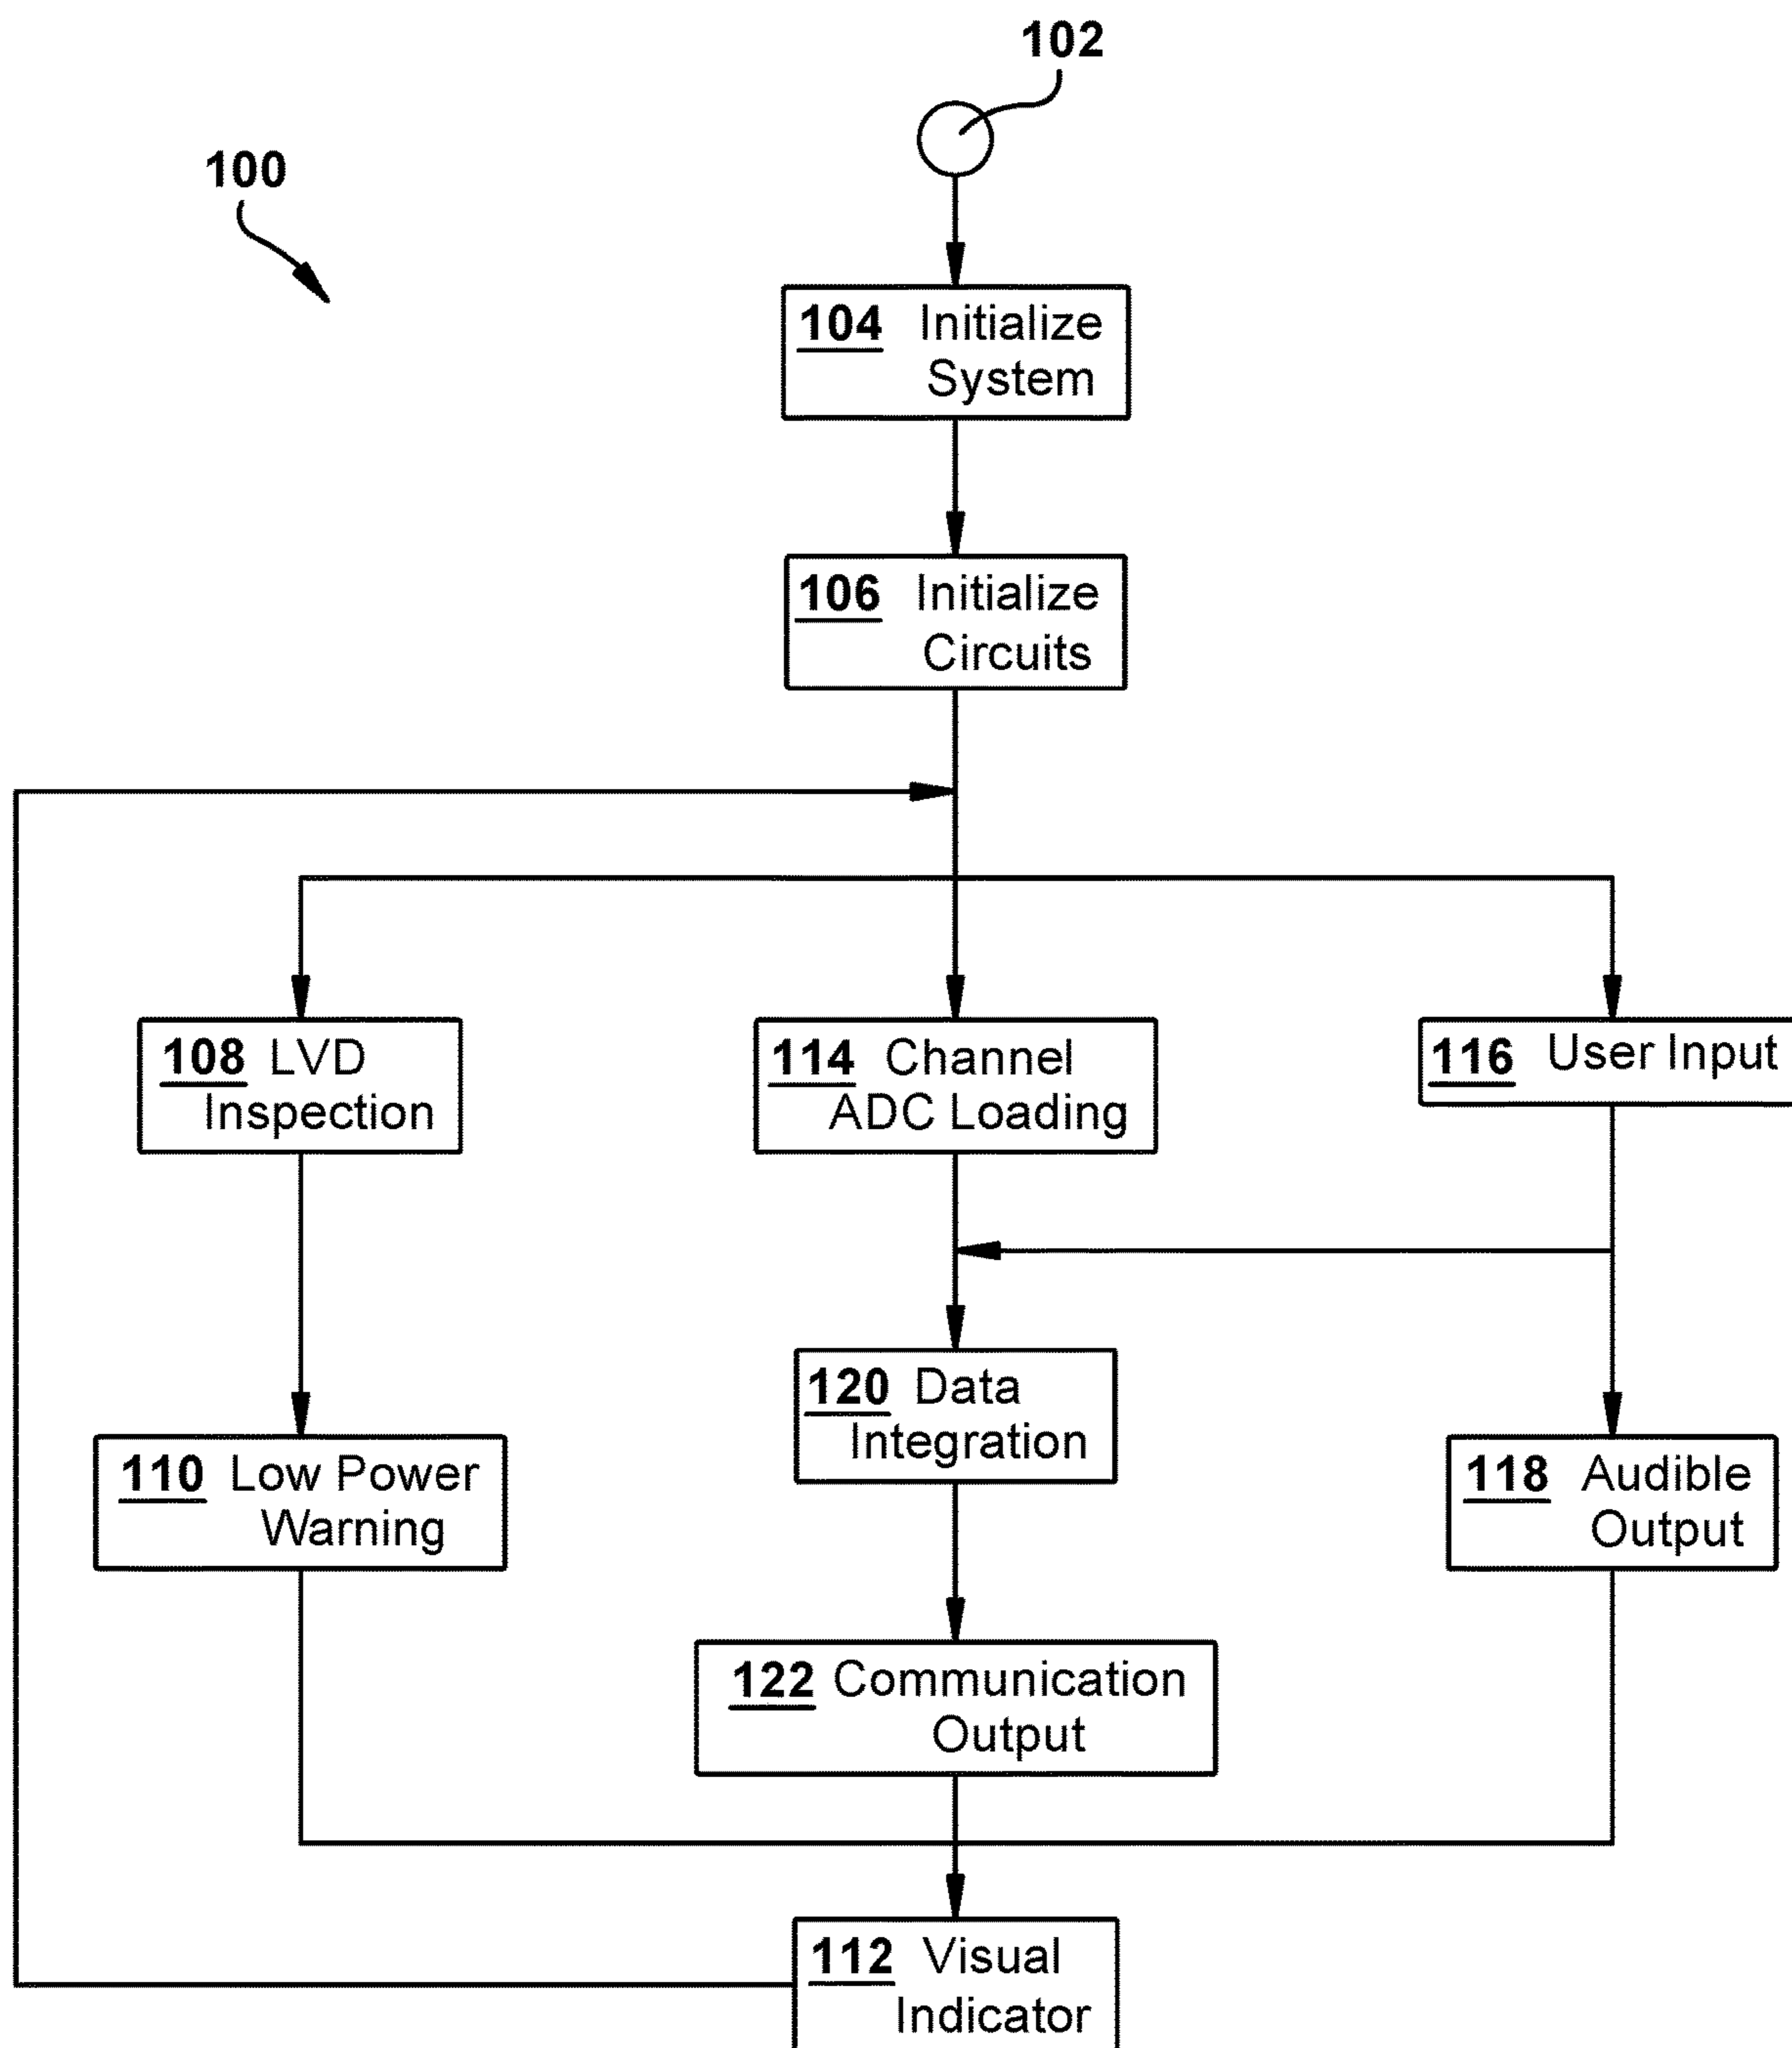 102
100
104 Initialize
System
106 Initialize
Circuits
108 LVD
Inspection
114 Channel
ADC Loading
116 User Input
120 Data
Integration
110 Low Power
Warning
118 Audible
Output
122 Communication
Output
112 Visual
Indicator